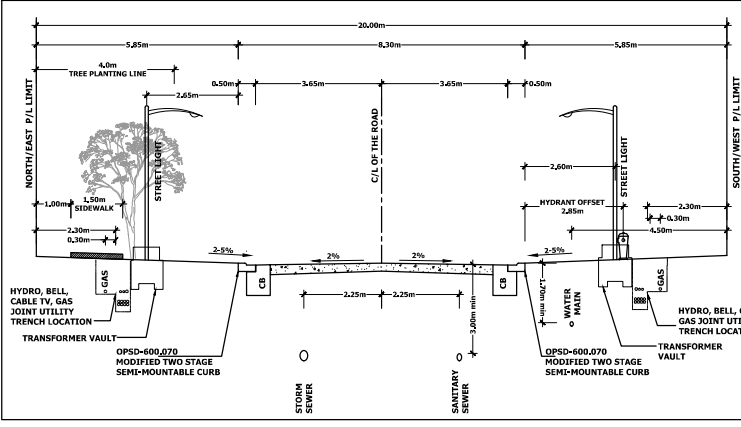 20.00m
5.85m
8.30m
5.85m
4.0m
TREE PLANTING LINE
0.50m
3.65m
3.65m
0.50m
2.65m
NORTH/EAST P/L LIMIT
STREET LIGHT
C/L OF THE ROAD
STREET LIGHT
SOUTH/WEST P/L LIMIT
2.60m
1.00m
1.50m
SIDEWALK
HYDRANT OFFSET
2.85m
2.30m
0.30m
2.30m
0.30m
4.50m
2-5%
2%
2%
2-5%
GAS
CB
CB
GAS
HYDRO, BELL,
CABLE TV, GAS
JOINT UTILITY
TRENCH LOCATION
TRANSFORMER VAULT
2.25m
2.25m
3.00m min
1.70m min
WATER
MAIN
HYDRO, BELL,
GAS JOINT UTI
TRENCH LOCAT
TRANSFORMER
VAULT
OPSD-600.070
MODIFIED TWO STAGE
SEMI-MOUNTABLE CURB
OPSD-600.070
MODIFIED TWO STAGE
SEMI-MOUNTABLE CURB
STORM
SEWER
SANITARY
SEWER